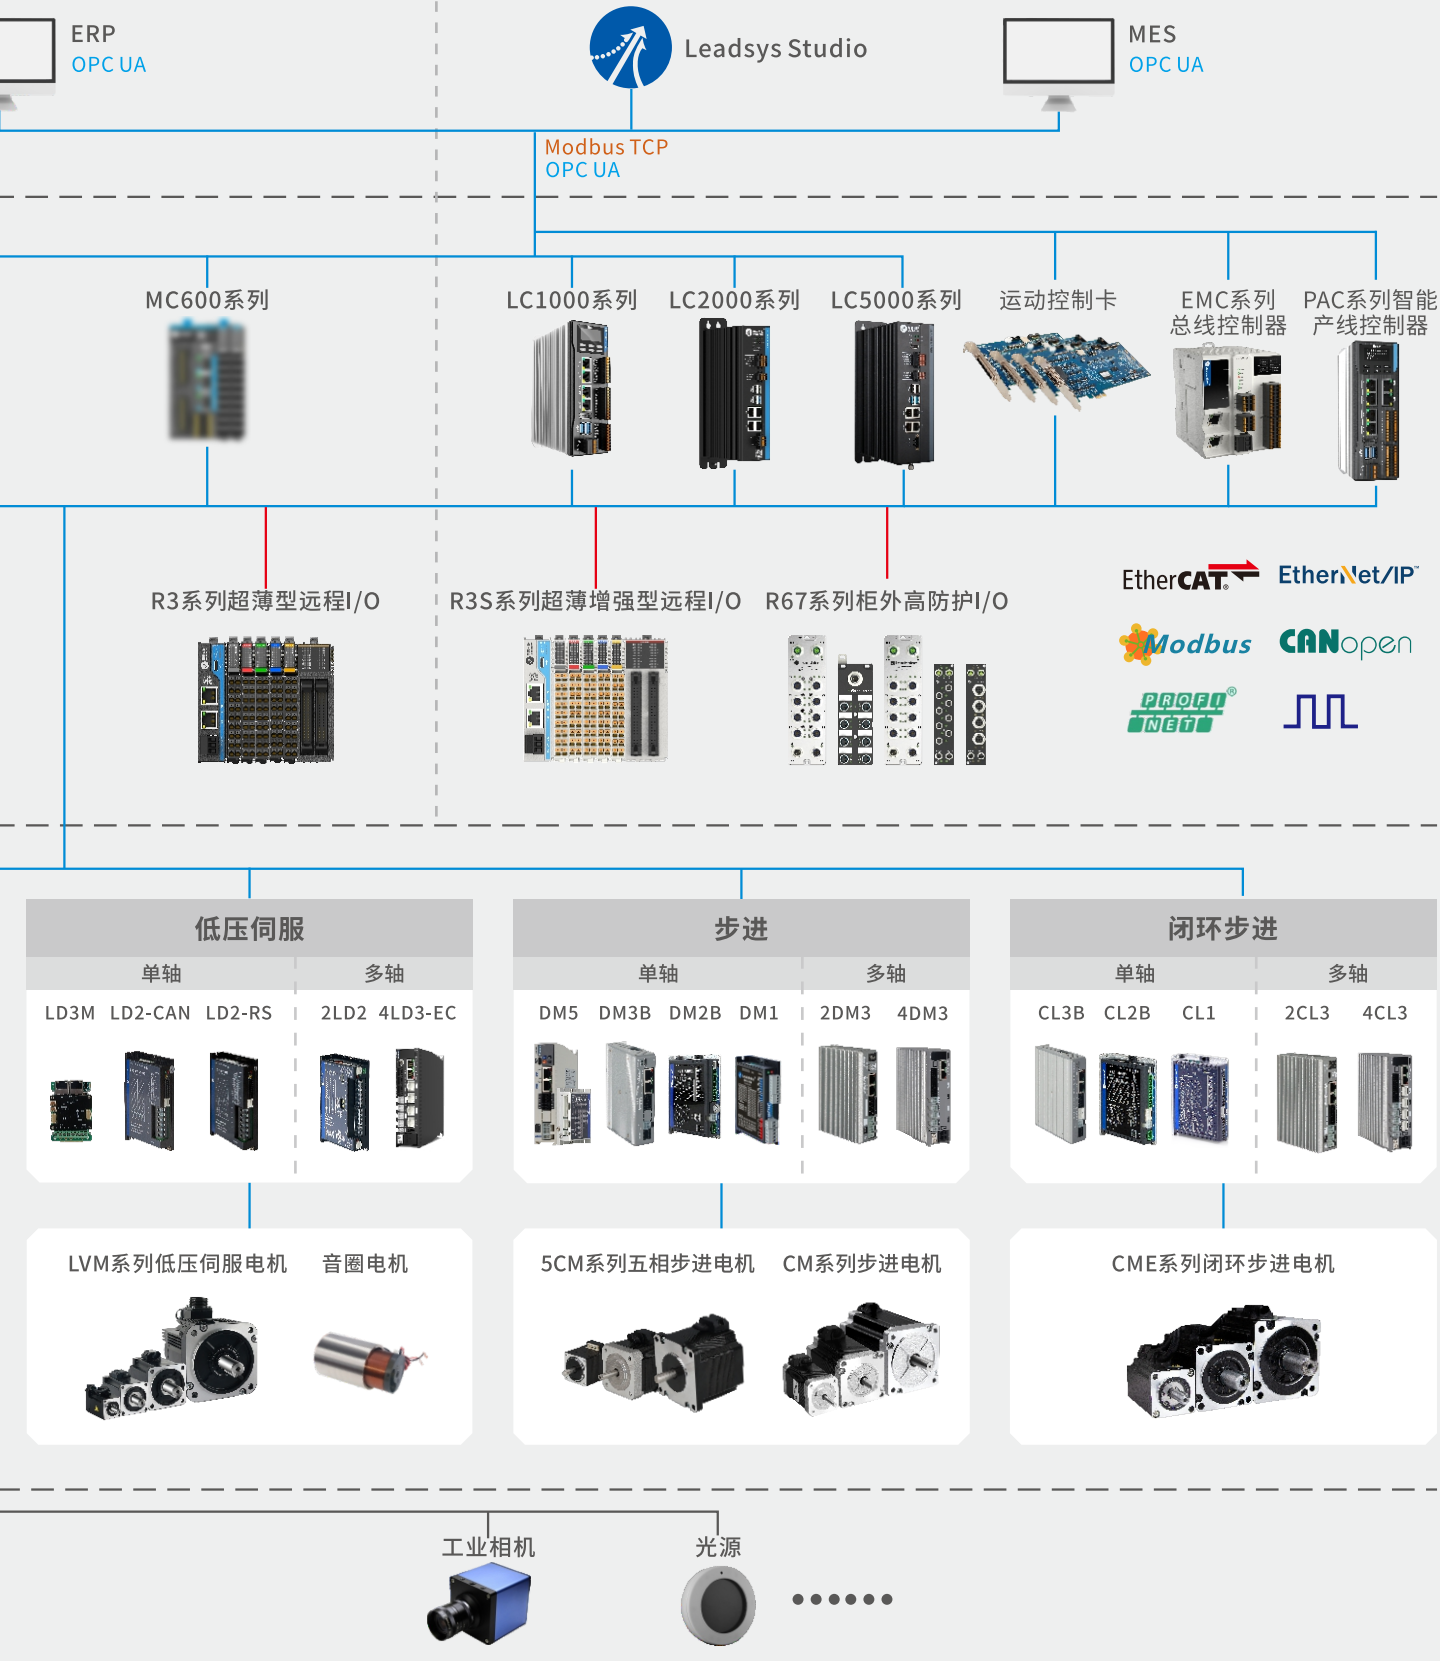 ERP
OPC UA
Leadsys Studio
MES
OPC UA
Modbus TCP
OPC UA
MC600系列
LC1000系列
LC2000系列
LC5000系列
运动控制卡
EMC系列
总线控制器
PAC系列智能
产线控制器
R3系列超薄型远程I/O
R3S系列超薄增强型远程I/O
R67系列柜外高防护I/O
EtherCAT®
EtherNet/IP™
Modbus
CANopen
PROFI®
NET
低压伺服
单轴
多轴
LD3M
LD2-CAN
LD2-RS
2LD2
4LD3-EC
步进
单轴
多轴
DM5
DM3B
DM2B
DM1
2DM3
4DM3
闭环步进
单轴
多轴
CL3B
CL2B
CL1
2CL3
4CL3
LVM系列低压伺服电机
音圈电机
5CM系列五相步进电机
CM系列步进电机
CME系列闭环步进电机
工业相机
光源
••••••